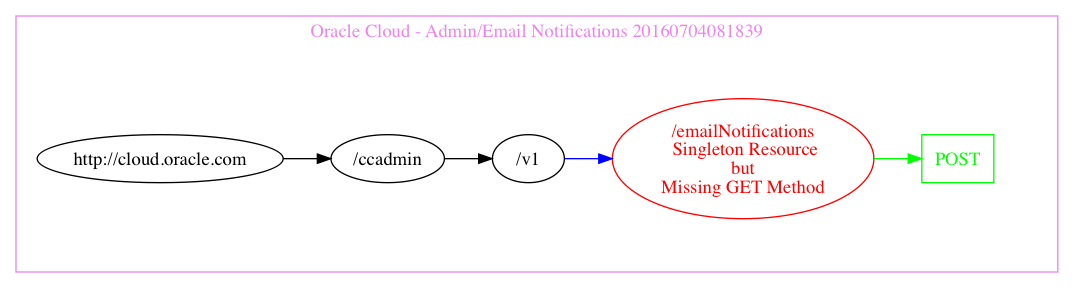 Oracle Cloud - Admin/Email Notifications 20160704081839
http://cloud.oracle.com
/ccadmin
/v1
/emailNotifications
Singleton Resource
but
Missing GET Method
POST